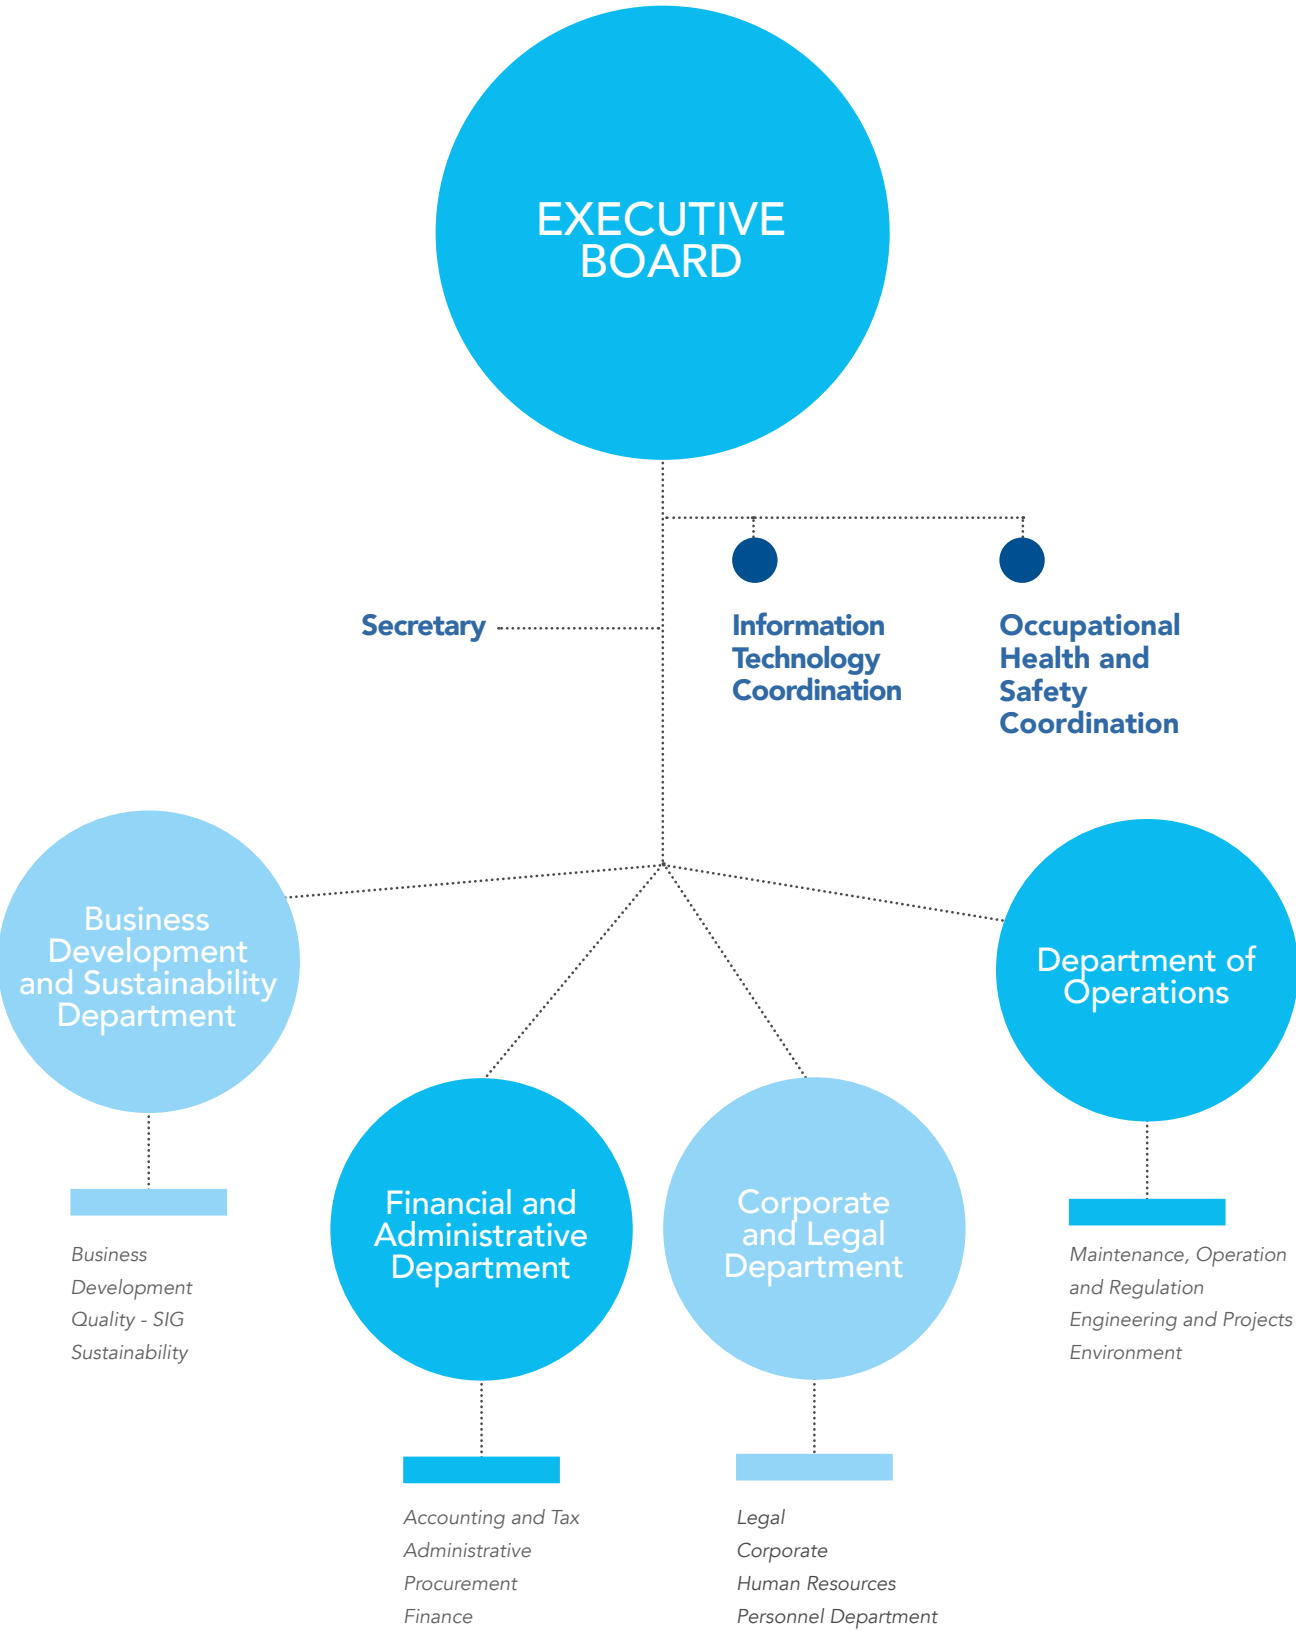 EXECUTIVE
BOARD
Secretary
Information
Technology
Coordination
Occupational
Health and
Safety
Coordination
Business
Development
and Sustainability
Department
Financial and
Administrative
Department
Corporate
and Legal
Department
Department of
Operations
Business
Development
Quality - SIG
Sustainability
Accounting and Tax
Administrative
Procurement
Finance
Legal
Corporate
Human Resources
Personnel Department
Maintenance, Operation
and Regulation
Engineering and Projects
Environment